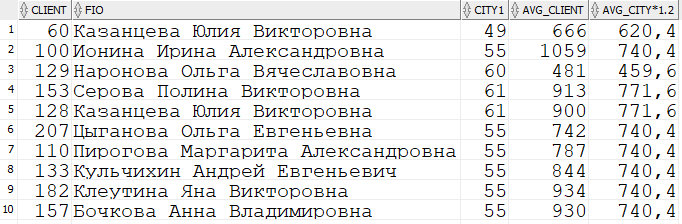 CLIENT FIO CITY1 AVG_CLIENT AVG_CITY*1.2
1 60 Казанцева Юлия Викторовна 49 666 620,4
2 100 Ионина Ирина Александровна 55 1059 740,4
3 129 Наронова Ольга Вячеславовна 60 481 459,6
4 153 Серова Полина Викторовна 61 913 771,6
5 128 Казанцева Юлия Викторовна 61 900 771,6
6 207 Цыганова Ольга Евгеньевна 55 742 740,4
7 110 Пирогова Маргарита Александровна 55 787 740,4
8 133 Кульчихин Андрей Евгеньевич 55 844 740,4
9 182 Клеутина Яна Викторовна 55 934 740,4
10 157 Бочкова Анна Владимировна 55 930 740,4